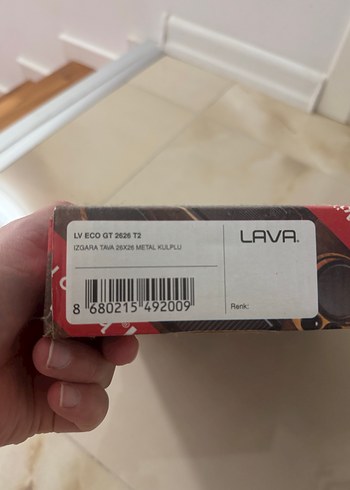 LV ECO GT 2626 T2
IZGARA TAVA 26X26 METAL KULPLU
LAVA.
8 680215 492009
Renk: